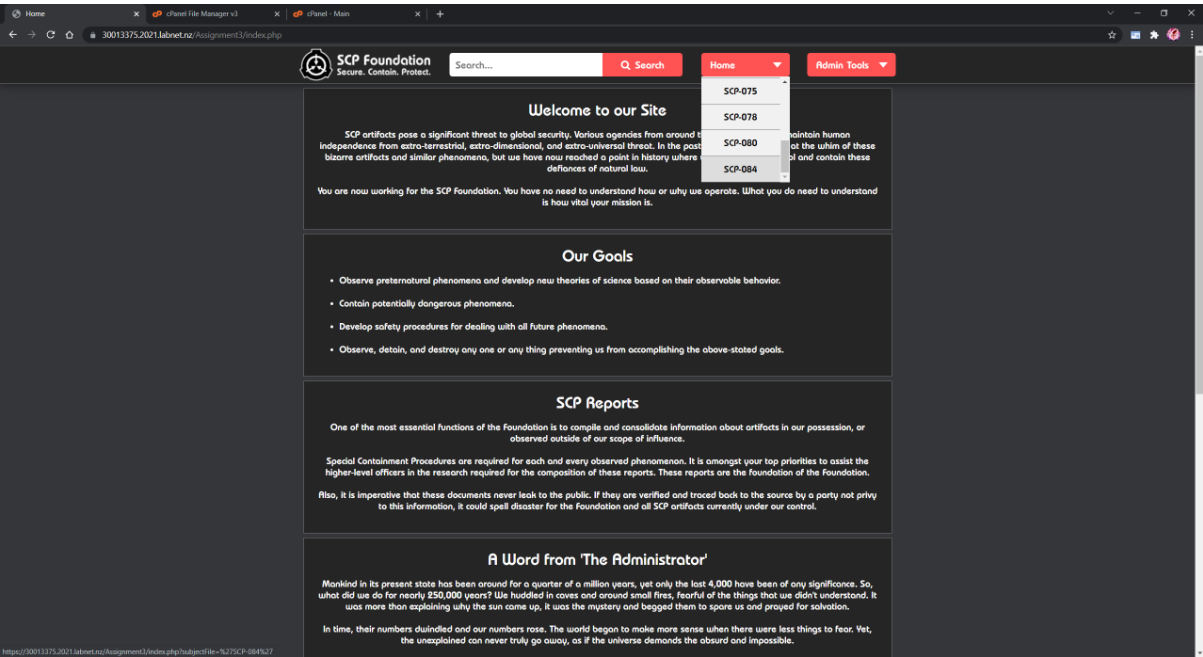 Home
cPanel File Manager v3
cPanel - Main
30013375.2021.labnet.nz/Assignment3/index.php
SCP Foundation
Secure. Contain. Protect.
Search...
Search
Home
Admin Tools
SCP-075
SCP-078
SCP-080
SCP-084
Welcome to our Site
SCP artifacts pose a significant threat to global security. Various agencies from around t maintain human
independence from extra-terrestrial, extra-dimensional, and extra-universal threat. In the past at the whim of these
bizarre artifacts and similar phenomena, but we have now reached a point in history where ol and contain these
defiances of natural law.
You are now working for the SCP Foundation. You have no need to understand how or why we operate. What you do need to understand
is how vital your mission is.
Our Goals
• Observe preternatural phenomena and develop new theories of science based on their observable behavior.
• Contain potentially dangerous phenomena.
• Develop safety procedures for dealing with all future phenomena.
• Observe, detain, and destroy any one or any thing preventing us from accomplishing the above-stated goals.
SCP Reports
One of the most essential functions of the Foundation is to compile and consolidate information about artifacts in our possession, or
observed outside of our scope of influence.
Special Containment Procedures are required for each and every observed phenomenon. It is amongst your top priorities to assist the
higher-level officers in the research required for the composition of these reports. These reports are the foundation of the Foundation.
Also, it is imperative that these documents never leak to the public. If they are verified and traced back to the source by a party not privy
to this information, it could spell disaster for the Foundation and all SCP artifacts currently under our control.
A Word from 'The Administrator'
Mankind in its present state has been around for a quarter of a million years, yet only the last 4,000 have been of any significance. So,
what did we do for nearly 250,000 years? We huddled in caves and around small fires, fearful of the things that we didn't understand. It
was more than explaining why the sun came up, it was the mystery and begged them to spare us and prayed for salvation.
In time, their numbers dwindled and our numbers rose. The world began to make more sense when there were less things to fear. Yet,
the unexplained can never truly go away, as if the universe demands the absurd and impossible.
https://30013375.2021.labnet.nz/Assignment3/index.php?subjectFile=%27SCP-084%27